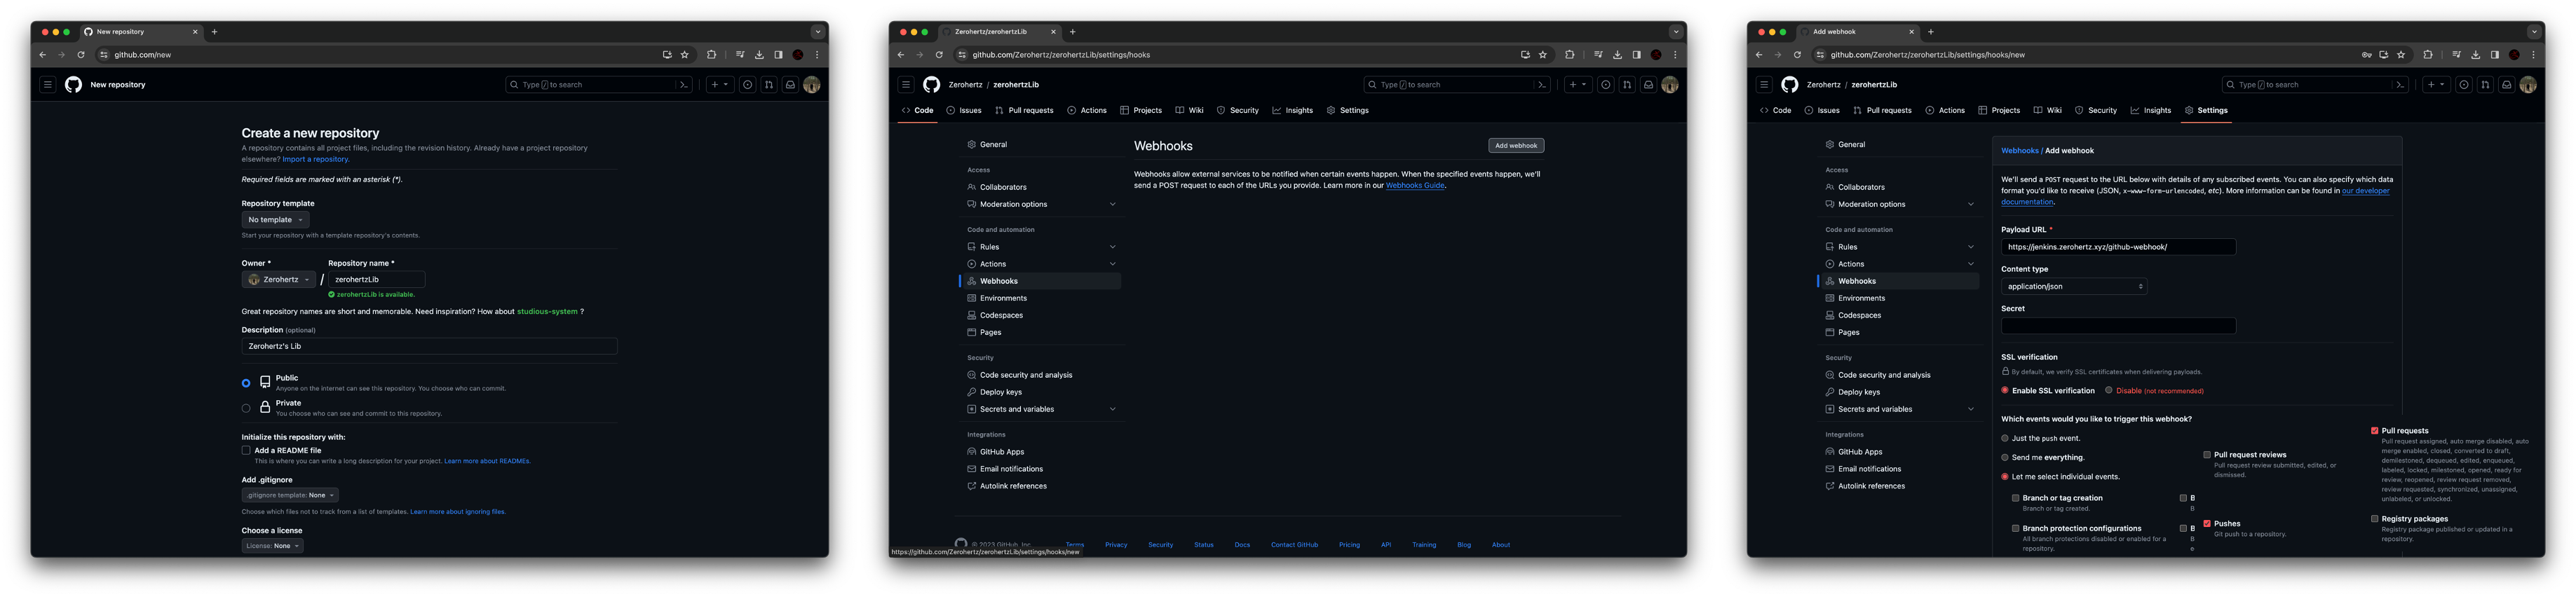 New repository
github.com/new
New repository
Type / to search
Create a new repository
A repository contains all project files, including the revision history. Already have a project repository
elsewhere? Import a repository.
Required fields are marked with an asterisk (*).
Repository template
No template
Start your repository with a template repository's contents.
Owner *
Repository name *
Zerohertz
/
zerohertzLib
zerohertzLib is available.
Great repository names are short and memorable. Need inspiration? How about studious-system ?
Description (optional)
Zerohertz's Lib
Public
Anyone on the internet can see this repository. You choose who can commit.
Private
You choose who can see and commit to this repository.
Initialize this repository with:
Add a README file
This is where you can write a long description for your project. Learn more about READMEs.
Add .gitignore
.gitignore template: None
Choose which files not to track from a list of templates. Learn more about ignoring files.
Choose a license
License: None
Zerohertz/zerohertzLib
github.com/Zerohertz/zerohertzLib/settings/hooks
Zerohertz / zerohertzLib
Type / to search
Code
Issues
Pull requests
Actions
Projects
Wiki
Security
Insights
Settings
General
Access
Collaborators
Moderation options
Code and automation
Rules
Actions
Webhooks
Environments
Codespaces
Pages
Security
Code security and analysis
Deploy keys
Secrets and variables
Integrations
GitHub Apps
Email notifications
Autolink references
Webhooks
Add webhook
Webhooks allow external services to be notified when certain events happen. When the specified events happen, we'll
send a POST request to each of the URLs you provide. Learn more in our Webhooks Guide.
© 2023 GitHub, Inc.
Terms
Privacy
Security
Status
Docs
Contact GitHub
Pricing
API
Training
Blog
About
https://github.com/Zerohertz/zerohertzLib/settings/hooks/new
Add webhook
github.com/Zerohertz/zerohertzLib/settings/hooks/new
Zerohertz / zerohertzLib
Type / to search
Code
Issues
Pull requests
Actions
Projects
Wiki
Security
Insights
Settings
General
Access
Collaborators
Moderation options
Code and automation
Rules
Actions
Webhooks
Environments
Codespaces
Pages
Security
Code security and analysis
Deploy keys
Secrets and variables
Integrations
GitHub Apps
Email notifications
Autolink references
Webhooks / Add webhook
We'll send a POST request to the URL below with details of any subscribed events. You can also specify which data
format you'd like to receive (JSON, x-www-form-urlencoded, etc). More information can be found in our developer
documentation.
Payload URL *
https://jenkins.zerohertz.xyz/github-webhook/
Content type
application/json
Secret
SSL verification
By default, we verify SSL certificates when delivering payloads.
Enable SSL verification
Disable (not recommended)
Which events would you like to trigger this webhook?
Just the push event.
Send me everything.
Let me select individual events.
Branch or tag creation
Branch or tag created.
B
B
Branch protection configurations
All branch protections disabled or enabled for a
repository.
B
B
e
Pull request reviews
Pull request review submitted, edited, or
dismissed.
Pushes
Git push to a repository.
Pull requests
Pull request assigned, auto merge disabled, auto
merge enabled, closed, converted to draft,
demilestoned, dequeued, edited, enqueued,
labeled, locked, milestoned, opened, ready for
review, reopened, review request removed,
review requested, synchronized, unassigned,
unlabeled, or unlocked.
Registry packages
Registry package published or updated in a
repository.